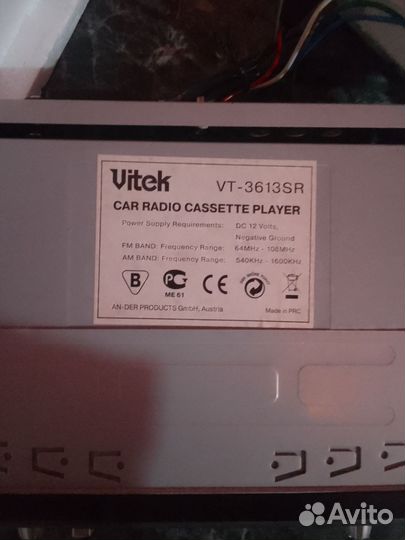 Vitek VT-3613SR
CAR RADIO CASSETTE PLAYER
Power Supply Requirements: DC 12 Volts,
Negative Ground
FM BAND: Frequency Range: 64MHz - 108MHz
AM BAND: Frequency Range: 540KHz - 1600KHz
B PC ME 61 CE
AN-DER PRODUCTS GmbH, Austria Made in PRC
Avito